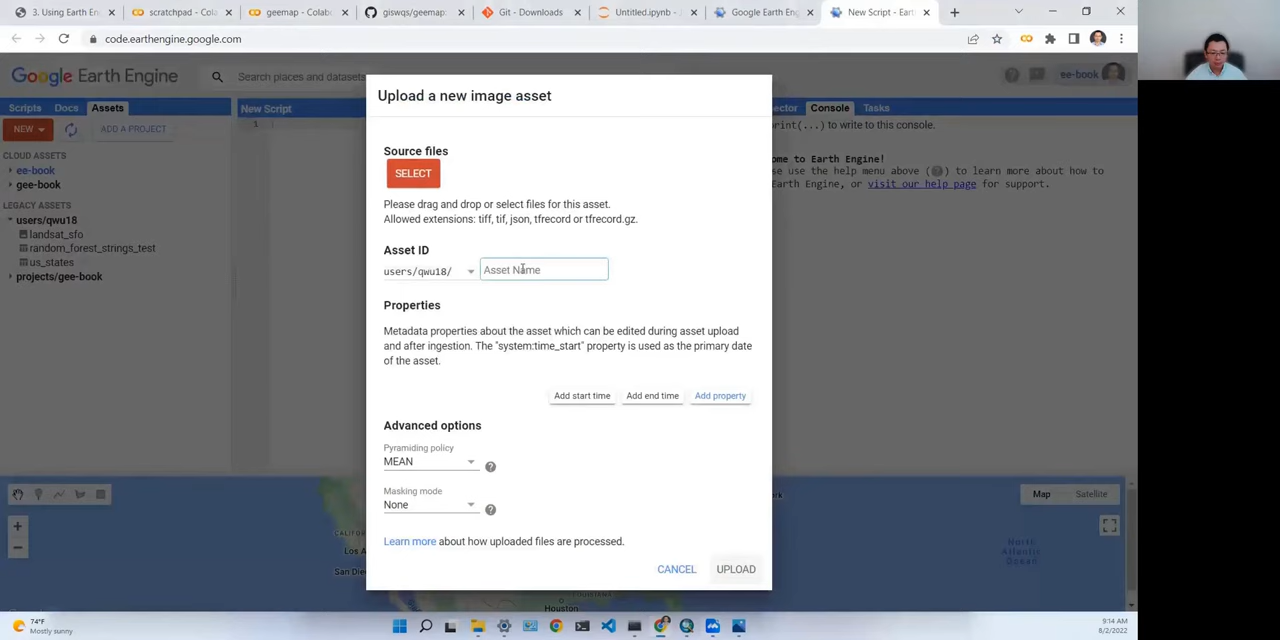 3. Using Earth En
scratchpad - Cola
geemap - Colab
giswqs/geemap:
Git - Downloads
Untitled.ipynb -
Google Earth Eng
New Script - Eart
code.earthengine.google.com
Google Earth Engine
Search places and datasets
ee-book
Scripts
Docs
Assets
New Script
ector
Console
Tasks
NEW
ADD A PROJECT
1
print(...) to write to this console.
CLOUD ASSETS
ee-book
gee-book
LEGACY ASSETS
users/qwu18
landsat_sfo
random_forest_strings_test
us_states
projects/gee-book
ome to Earth Engine!
se use the help menu above ( ) to learn more about how to
Earth Engine, or visit our help page for support.
Upload a new image asset
Source files
SELECT
Please drag and drop or select files for this asset.
Allowed extensions: tiff, tif, json, tfrecord or tfrecord.gz.
Asset ID
users/qwu18/
Asset Name
Properties
Metadata properties about the asset which can be edited during asset upload
and after ingestion. The "system:time_start" property is used as the primary date
of the asset.
Add start time
Add end time
Add property
Advanced options
Pyramiding policy
MEAN
Masking mode
None
Learn more about how uploaded files are processed.
CANCEL
UPLOAD
Map
Satellite
CALIFOR
Los A
San Die
Houston
North
Atlantic
Ocean
74°F
Mostly sunny
9:14 AM
8/2/2022